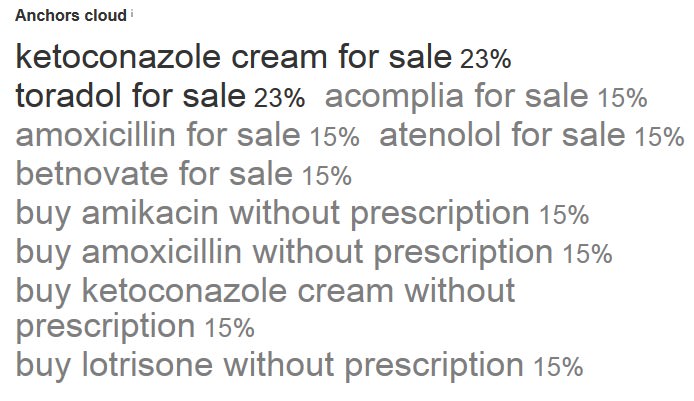 Anchors cloud i
ketoconazole cream for sale 23%
toradol for sale 23% acomplia for sale 15%
amoxicillin for sale 15% atenolol for sale 15%
betnovate for sale 15%
buy amikacin without prescription 15%
buy amoxicillin without prescription 15%
buy ketoconazole cream without
prescription 15%
buy lotrisone without prescription 15%